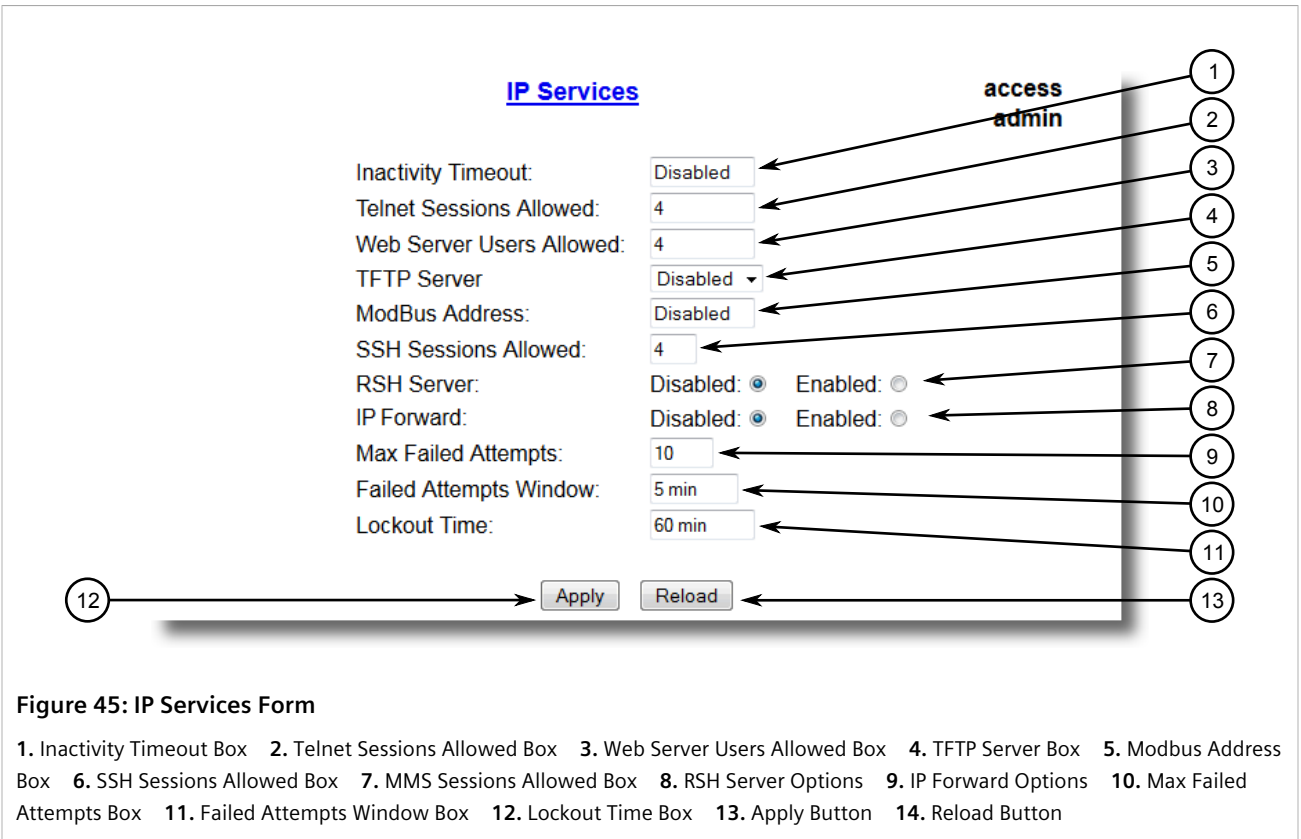 IP Services
access
admin
Inactivity Timeout: Disabled
Telnet Sessions Allowed: 4
Web Server Users Allowed: 4
TFTP Server Disabled
ModBus Address: Disabled
SSH Sessions Allowed: 4
RSH Server: Disabled: Enabled:
IP Forward: Disabled: Enabled:
Max Failed Attempts: 10
Failed Attempts Window: 5 min
Lockout Time: 60 min
Apply Reload
1
2
3
4
5
6
7
8
9
10
11
12
13
Figure 45: IP Services Form
1. Inactivity Timeout Box 2. Telnet Sessions Allowed Box 3. Web Server Users Allowed Box 4. TFTP Server Box 5. Modbus Address
Box 6. SSH Sessions Allowed Box 7. MMS Sessions Allowed Box 8. RSH Server Options 9. IP Forward Options 10. Max Failed
Attempts Box 11. Failed Attempts Window Box 12. Lockout Time Box 13. Apply Button 14. Reload Button